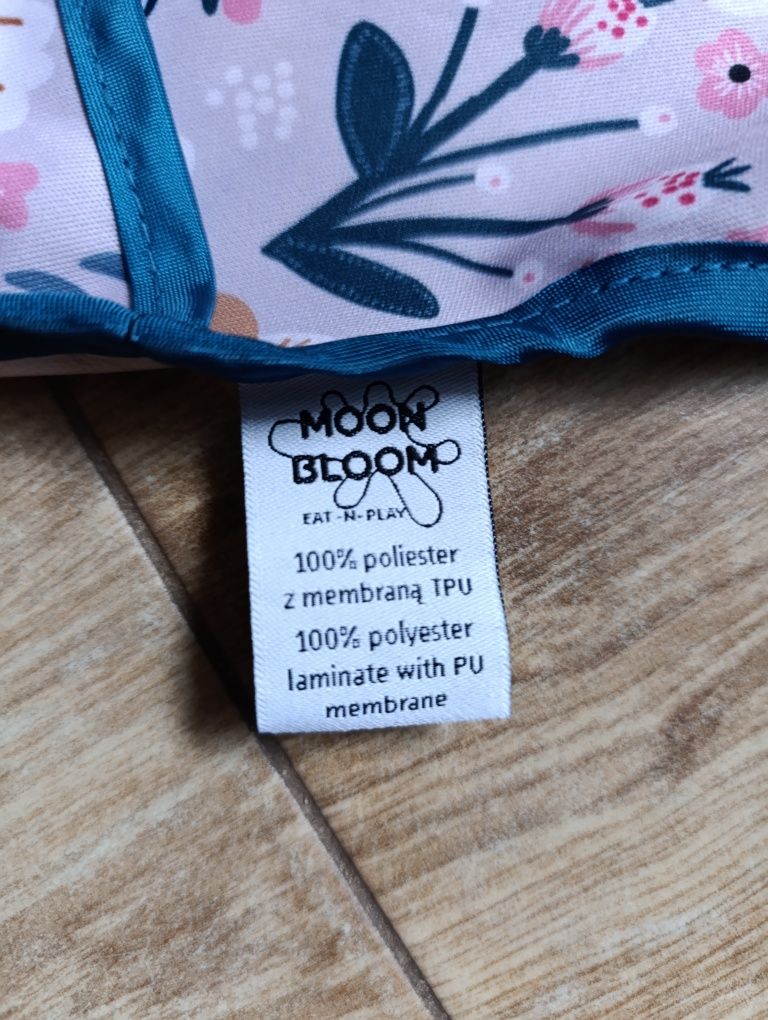 MOON
BLOOM
EAT-N-PLAY
100% poliester
z membraną TPU
100% polyester
laminate with PU
membrane